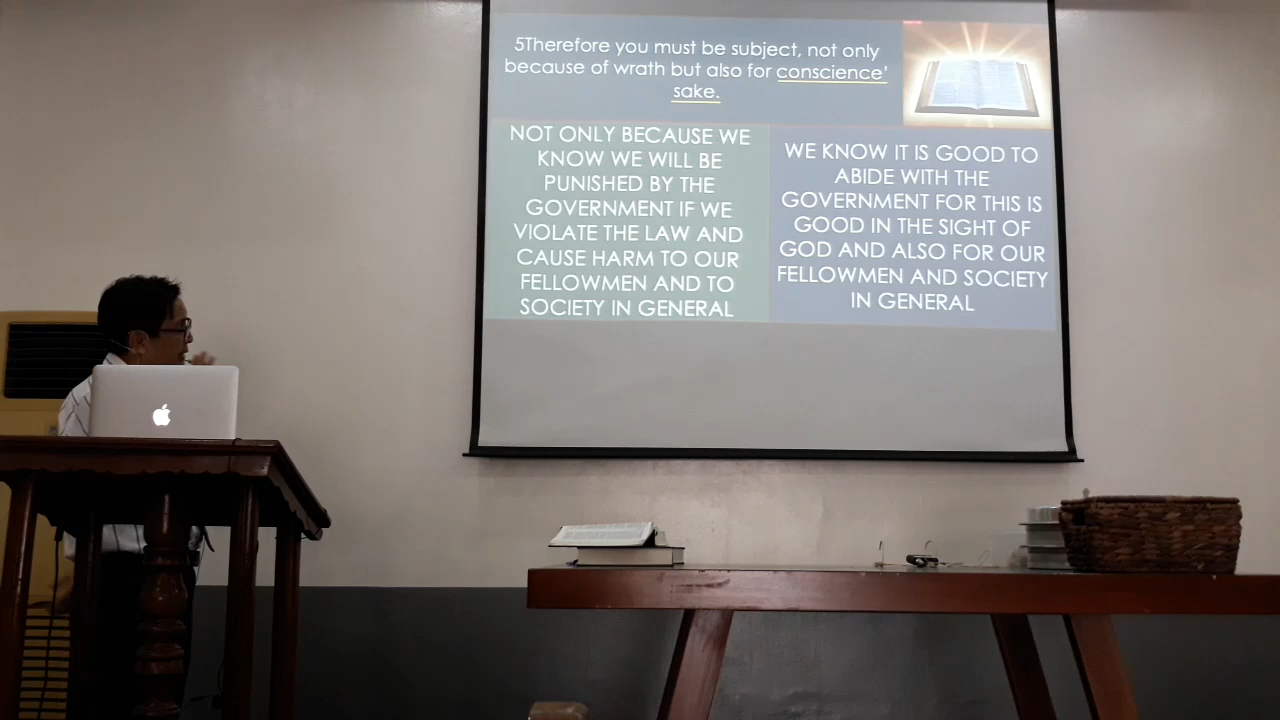 5Therefore you must be subject, not only
because of wrath but also for conscience’
sake.
NOT ONLY BECAUSE WE
KNOW WE WILL BE
PUNISHED BY THE
GOVERNMENT IF WE
VIOLATE THE LAW AND
CAUSE HARM TO OUR
FELLOWMEN AND TO
SOCIETY IN GENERAL
WE KNOW IT IS GOOD TO
ABIDE WITH THE
GOVERNMENT FOR THIS IS
GOOD IN THE SIGHT OF
GOD AND ALSO FOR OUR
FELLOWMEN AND SOCIETY
IN GENERAL